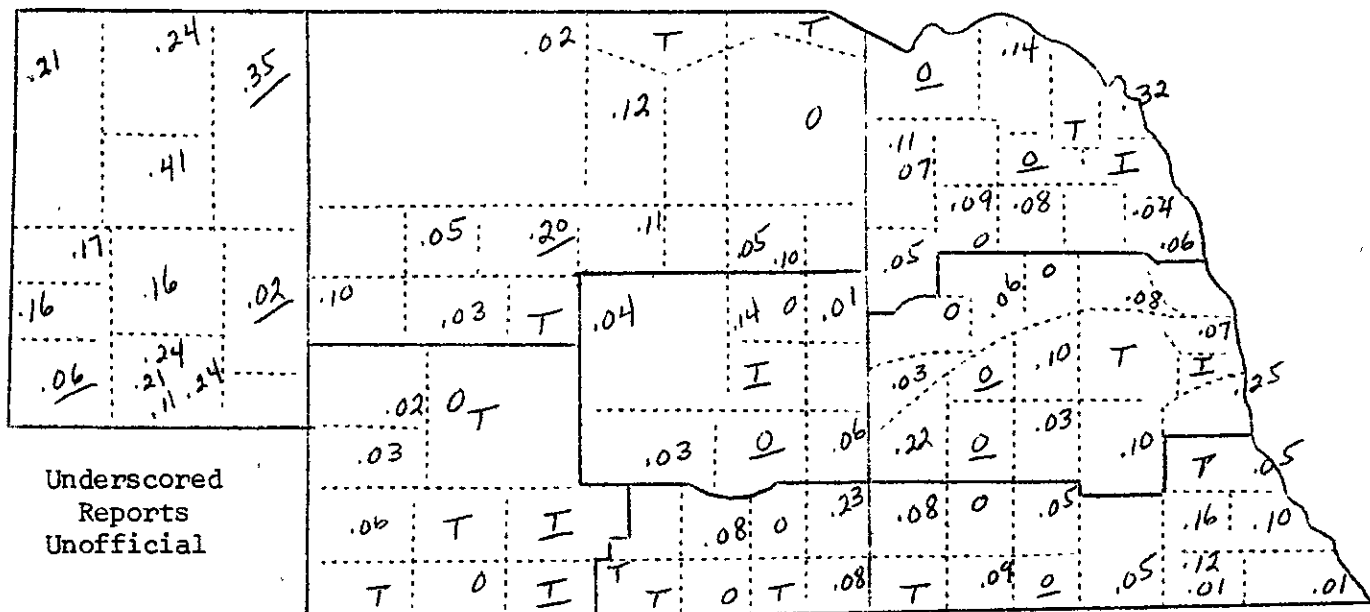 .21 .24 .35 .02 T T
0 .14
.12 0 .32
.41 .11 T
.07 0 I
.09 .08 .04
.17 .05 .20 .11 .05 .10 .05 0 .06
.16 .16 .02 .10 .03 T .04 .14 0 .01 0 .06 0 .08
.07
.06 .24 I .03 0 .10 T I .25
.21 .24 .02 0 T
.11
.03 .03 0 .06 .22 0 .03 .10
Underscored
Reports
Unofficial
T .05
.06 T I .08 0 .23 .08 0 .05 .16 .10
T 0 I T T 0 T .08 T .09 0 .05 .12
.01 .01